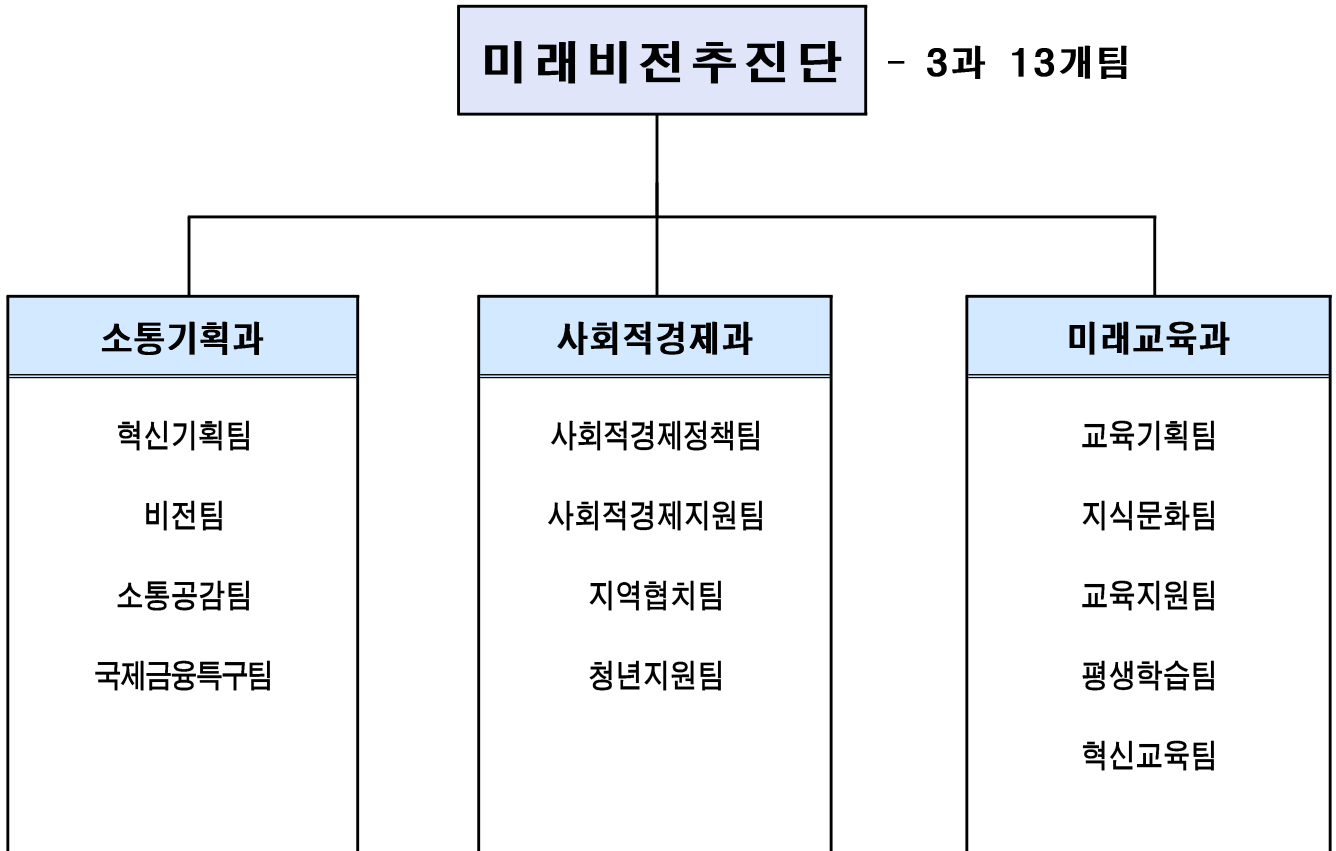 미래비전추진단 - 3과 13개팀
소통기획과
혁신기획팀
비전팀
소통공감팀
국제금융특구팀
사회적경제과
사회적경제정책팀
사회적경제지원팀
지역협치팀
청년지원팀
미래교육과
교육기획팀
지식문화팀
교육지원팀
평생학습팀
혁신교육팀